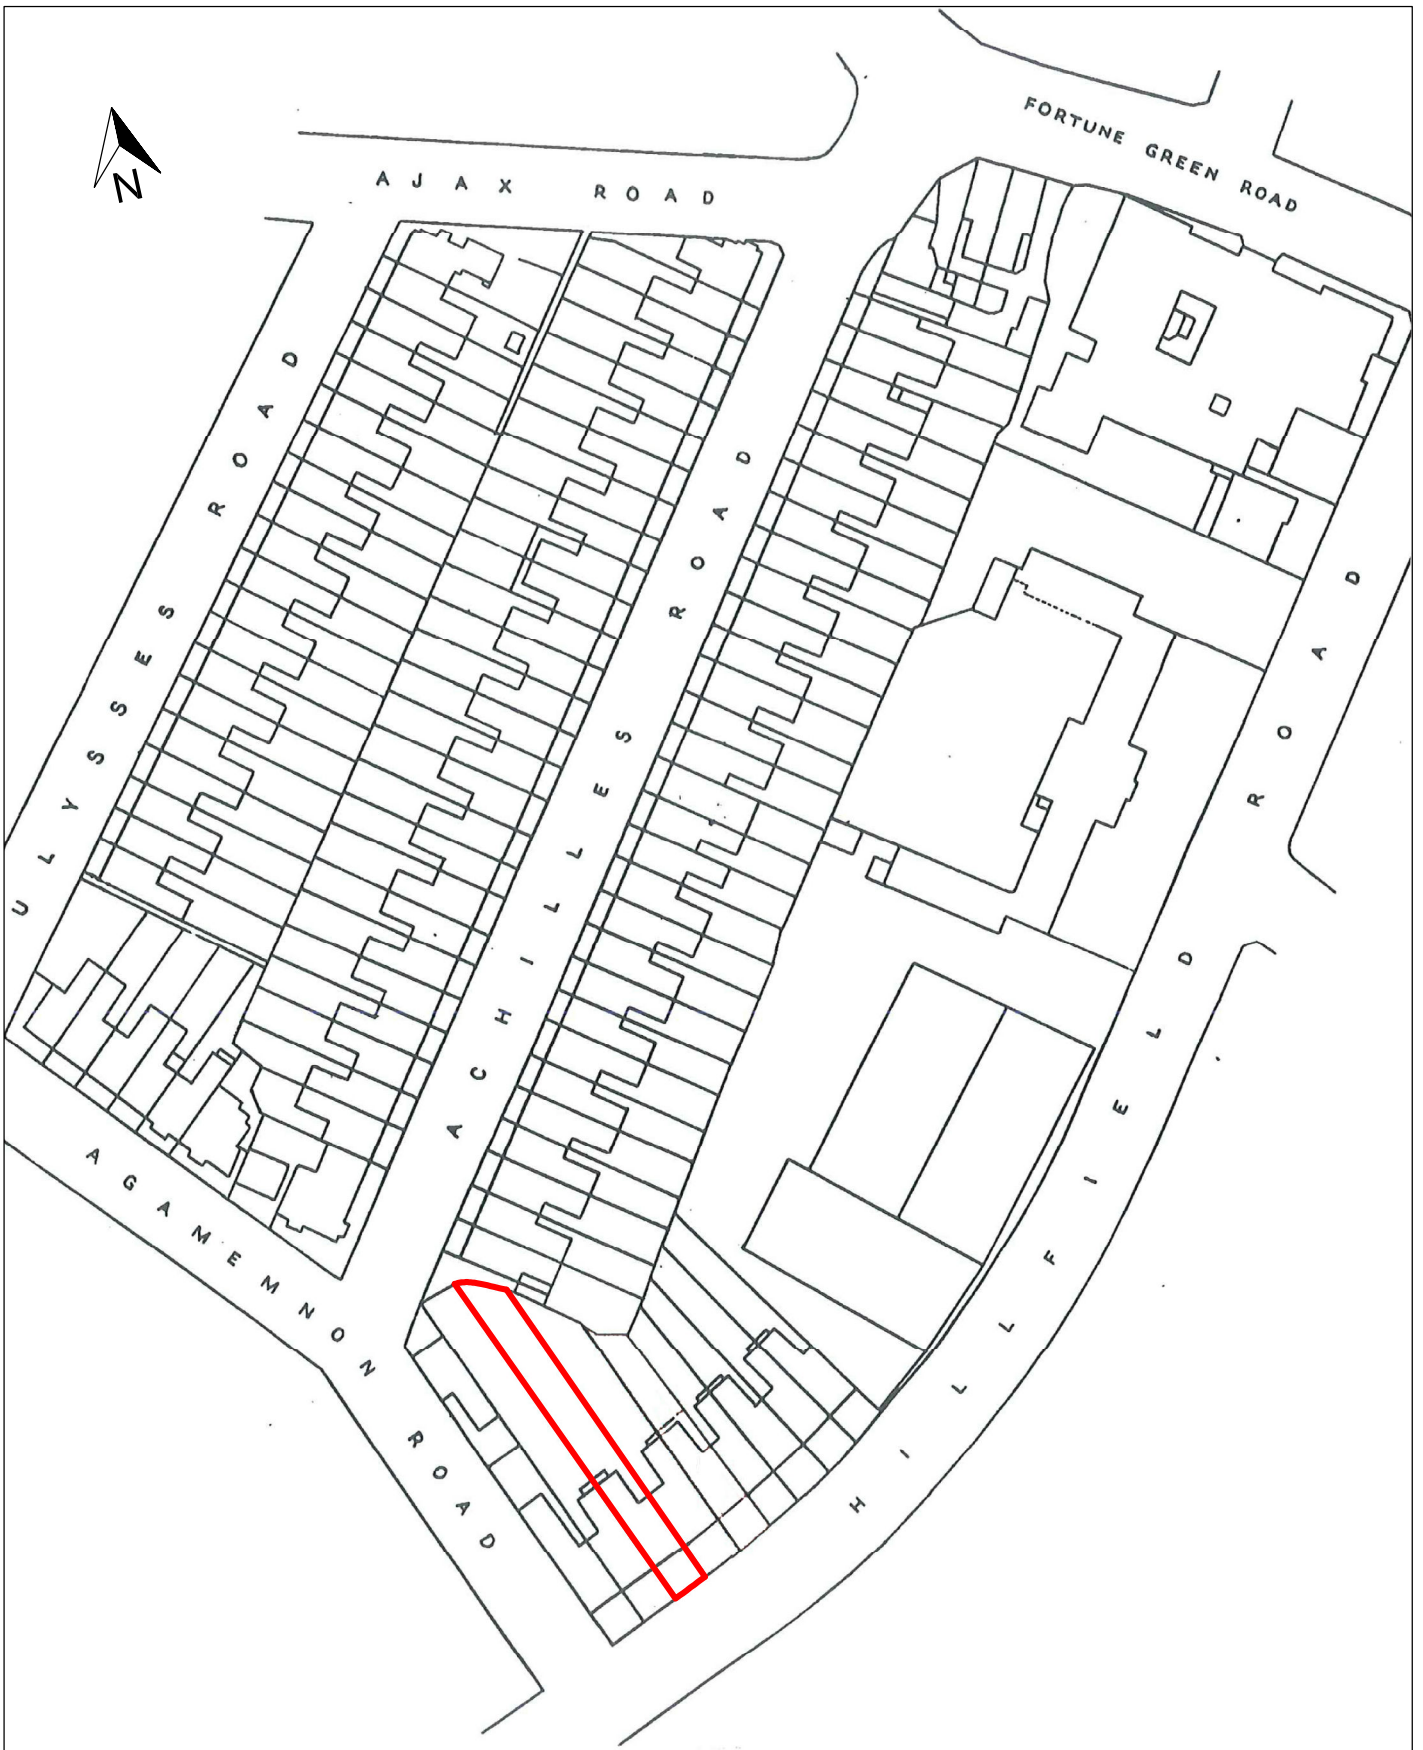 FORTUNE GREEN ROAD
N
AJAX ROAD
ULYSSES ROAD
ACHILLES ROAD
HILLFIELD ROAD
AGAMEMNON ROAD